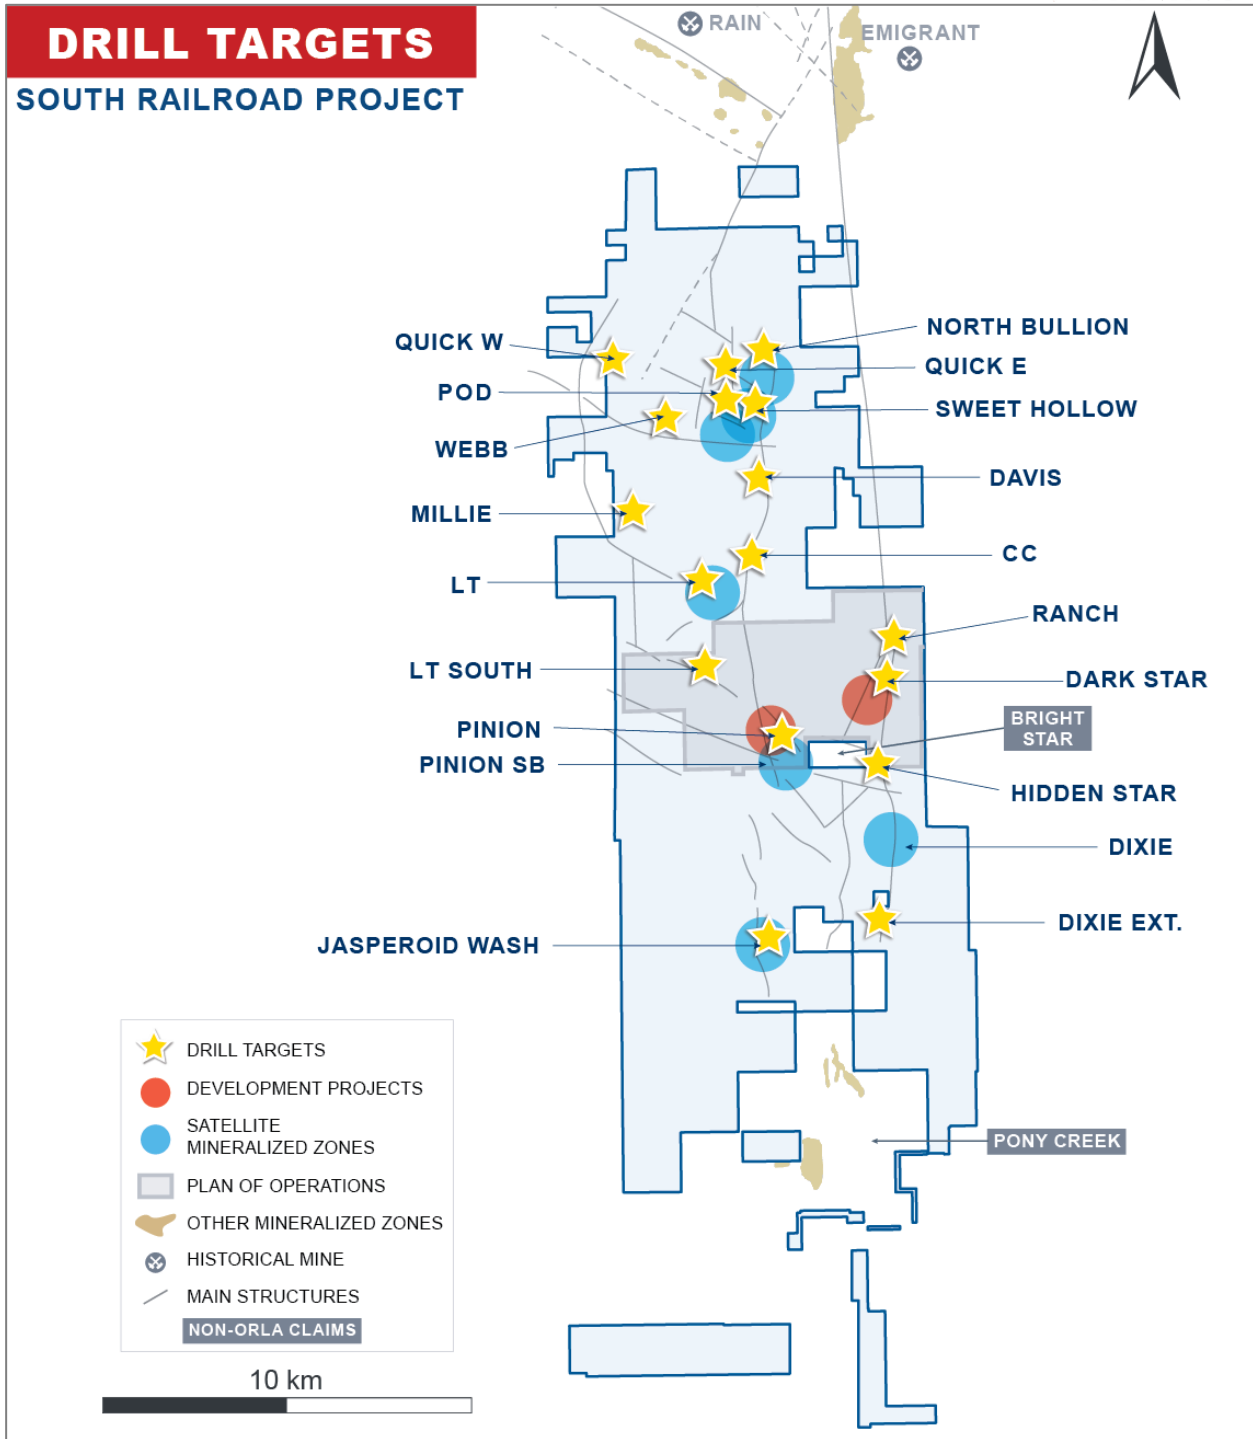 DRILL TARGETS
SOUTH RAILROAD PROJECT
RAIN
EMIGRANT
NORTH BULLION
QUICK W
QUICK E
POD
SWEET HOLLOW
WEBB
DAVIS
MILLIE
CC
LT
RANCH
LT SOUTH
DARK STAR
BRIGHT
STAR
PINION
PINION SB
HIDDEN STAR
DIXIE
DIXIE EXT.
JASPEROID WASH
DRILL TARGETS
DEVELOPMENT PROJECTS
SATELLITE
MINERALIZED ZONES
PLAN OF OPERATIONS
OTHER MINERALIZED ZONES
HISTORICAL MINE
MAIN STRUCTURES
NON-ORLA CLAIMS
PONY CREEK
10 km